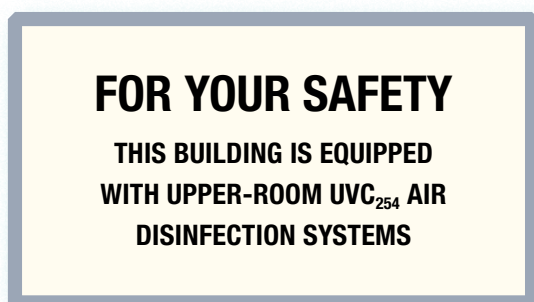 FOR YOUR SAFETY
THIS BUILDING IS EQUIPPED
WITH UPPER-ROOM UVC₂₅₄ AIR
DISINFECTION SYSTEMS